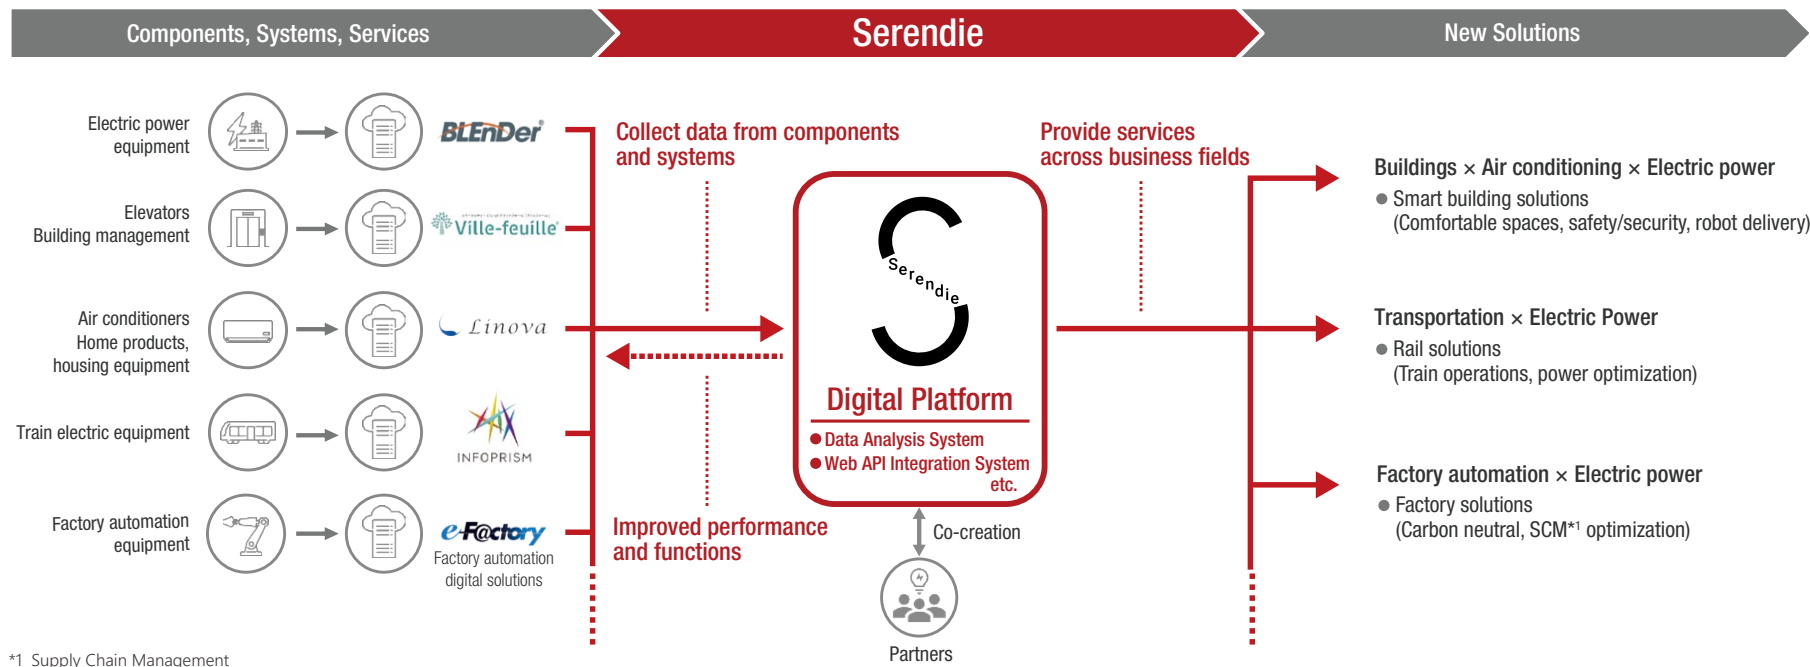 Components, Systems, Services
Serendie
New Solutions
Electric power
equipment
BLEnDer®
Elevators
Building management
Ville-feuille®
Air conditioners
Home products,
housing equipment
Linova
Train electric equipment
INFOPRISM
Factory automation
equipment
e-F@ctory
Factory automation
digital solutions
Collect data from components
and systems
Improved performance
and functions
Serendie
Digital Platform
● Data Analysis System
● Web API Integration System
etc.
Co-creation
Partners
Provide services
across business fields
Buildings × Air conditioning × Electric power
● Smart building solutions
(Comfortable spaces, safety/security, robot delivery)
Transportation × Electric Power
● Rail solutions
(Train operations, power optimization)
Factory automation × Electric power
● Factory solutions
(Carbon neutral, SCM*1 optimization)
*1 Supply Chain Management